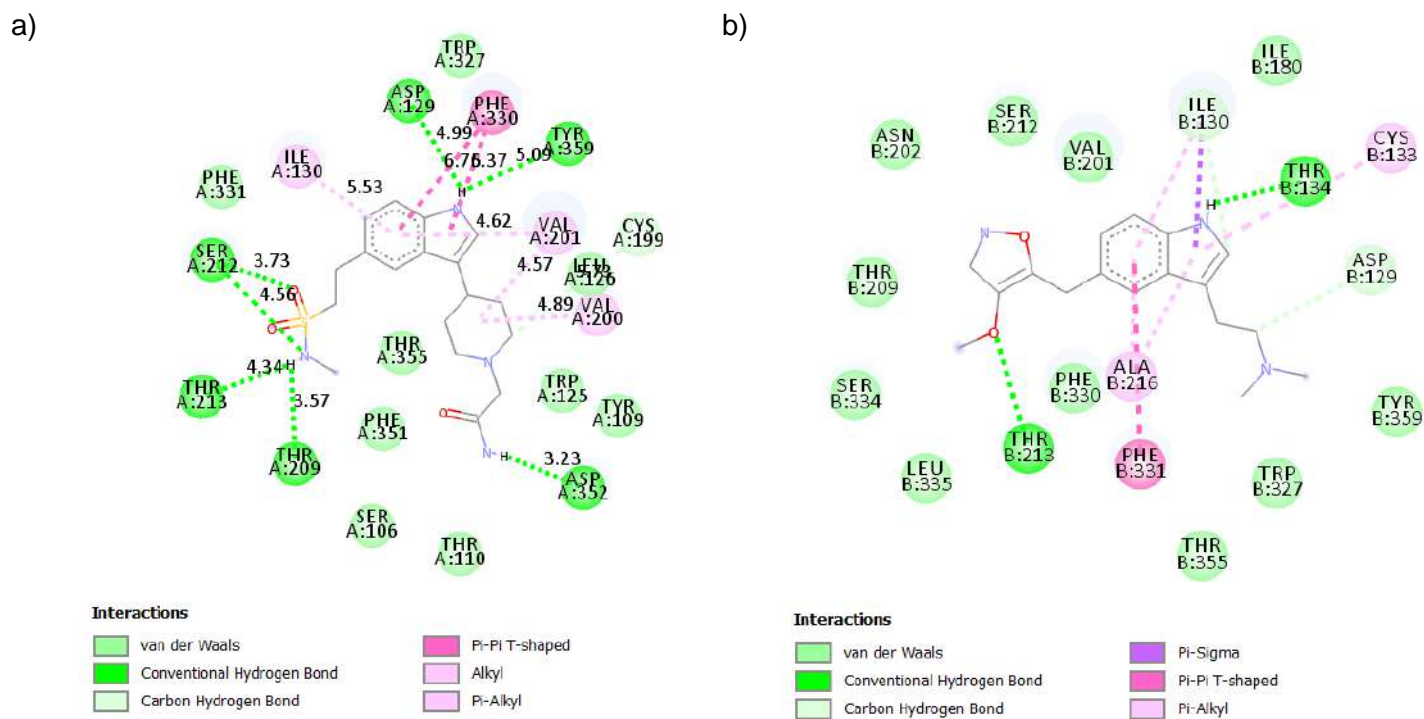 a)
TRP
A:327
ASP
A:129
PHE
A:330
4.99
5.37
5.09
TYR
A:359
ILE
A:130
PHE
A:331
5.53
H
N
4.62
VAL
A:201
CYS
A:199
SER
A:212
3.73
4.56
4.57
LEU
A:126
4.89
VAL
A:200
O
S
O
N
H
THR
A:213
4.34
3.57
THR
A:355
N
TRP
A:125
TYR
A:109
THR
A:209
PHE
A:351
O
N
H
3.23
ASP
A:352
SER
A:106
THR
A:110
Interactions
van der Waals
Conventional Hydrogen Bond
Carbon Hydrogen Bond
Pi-Pi T-shaped
Alkyl
Pi-Alkyl
b)
ILE
B:180
ILE
B:130
SER
B:212
ASN
B:202
VAL
B:201
CYS
B:133
THR
B:134
H
N
N
O
ASP
B:129
THR
B:209
O
N
SER
B:334
PHE
B:330
ALA
B:216
TYR
B:359
THR
B:213
LEU
B:335
PHE
B:331
TRP
B:327
THR
B:355
Interactions
van der Waals
Conventional Hydrogen Bond
Carbon Hydrogen Bond
Pi-Sigma
Pi-Pi T-shaped
Pi-Alkyl